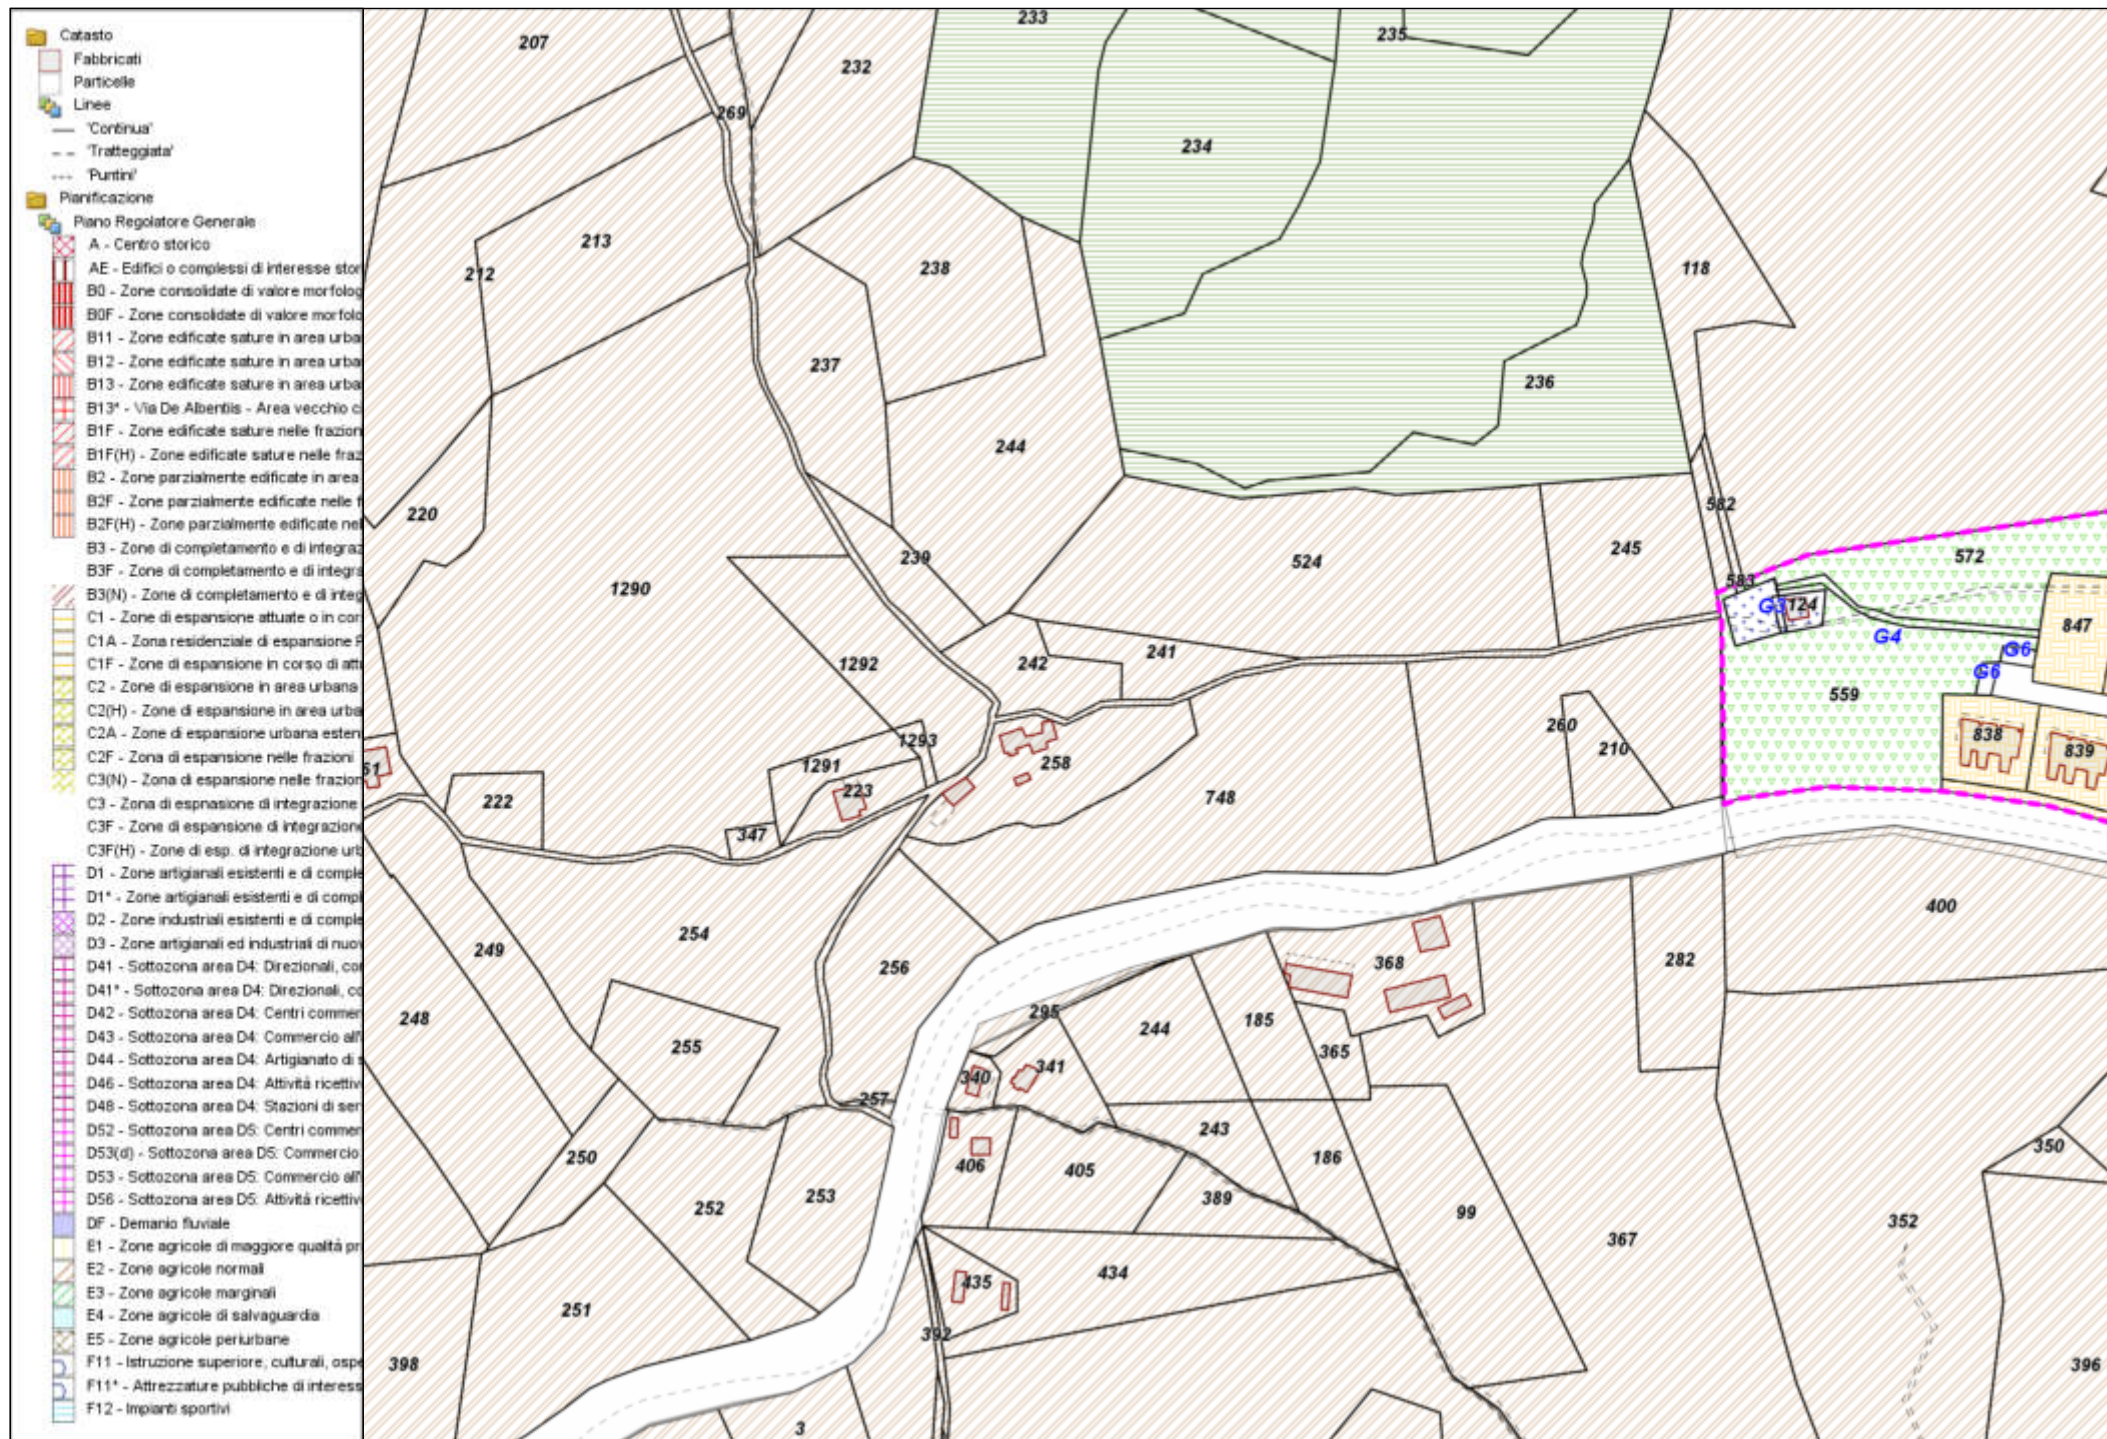 Catasto
Fabbricati
Particelle
Linee
'Continua'
'Tratteggiata'
'Puntini'
Pianificazione
Piano Regolatore Generale
A - Centro storico
AE - Edifici o complessi di interesse stor
B0 - Zone consolidate di valore morfolog
B0F - Zone consolidate di valore morfolo
B11 - Zone edificate sature in area urba
B12 - Zone edificate sature in area urba
B13 - Zone edificate sature in area urba
B13* - Via De Albentiis - Area vecchio c
B1F - Zone edificate sature nelle frazion
B1F(H) - Zone edificate sature nelle fraz
B2 - Zone parzialmente edificate in area
B2F - Zone parzialmente edificate nelle f
B2F(H) - Zone parzialmente edificate nel
B3 - Zone di completamento e di integraz
B3F - Zone di completamento e di integra
B3(N) - Zone di completamento e di integ
C1 - Zone di espansione attuate o in cor
C1A - Zona residenziale di espansione P
C1F - Zone di espansione in corso di attu
C2 - Zone di espansione in area urbana
C2(H) - Zone di espansione in area urba
C2A - Zone di espansione urbana esten
C2F - Zona di espansione nelle frazioni
C3(N) - Zona di espansione nelle frazion
C3 - Zona di espnasione di integrazione
C3F - Zone di espansione di integrazione
C3F(H) - Zone di esp. di integrazione urb
D1 - Zone artigianali esistenti e di comple
D1* - Zone artigianali esistenti e di compl
D2 - Zone industriali esistenti e di comple
D3 - Zone artigianali ed industriali di nuov
D41 - Sottozona area D4: Direzionali, co
D41* - Sottozona area D4: Direzionali, co
D42 - Sottozona area D4: Centri commer
D43 - Sottozona area D4: Commercio all'
D44 - Sottozona area D4: Artigianato di s
D46 - Sottozona area D4: Attività ricettiv
D48 - Sottozona area D4: Stazioni di ser
D52 - Sottozona area D5: Centri commer
D53(d) - Sottozona area D5: Commercio
D53 - Sottozona area D5: Commercio all'
D56 - Sottozona area D5: Attività ricettiv
DF - Demanio fluviale
E1 - Zone agricole di maggiore qualità pr
E2 - Zone agricole normali
E3 - Zone agricole marginali
E4 - Zone agricole di salvaguardia
E5 - Zone agricole periurbane
F11 - Istruzione superiore, culturali, ospe
F11* - Attrezzature pubbliche di interess
F12 - Impianti sportivi
233
235
207
232
269
234
213
238
212
118
237
236
244
220
582
239
524
245
572
1290
583
G3 124
847
G4
G6
G6
1292
242
241
559
260
210
1293
258
838
839
51
1291
223
748
222
347
400
254
249
256
368
282
248
295
244
185
255
365
340
341
257
243
350
250
406
405
186
389
253
252
99
352
367
251
435
434
392
398
396
3